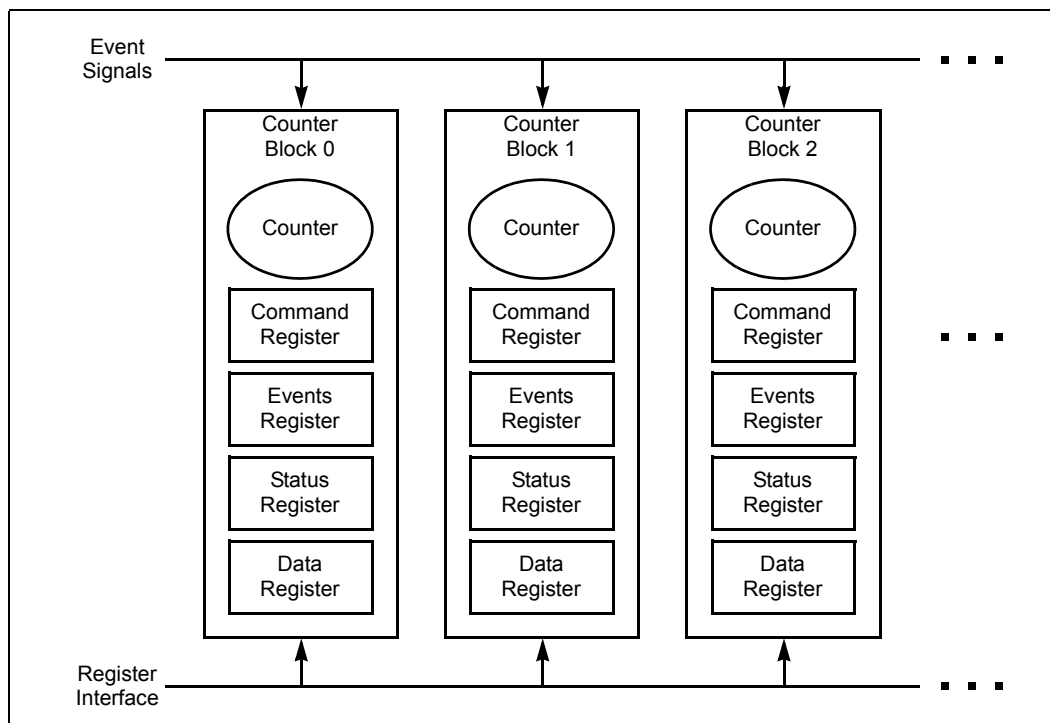 Event
Signals
Counter
Block 0
Counter
Command
Register
Events
Register
Status
Register
Data
Register
Counter
Block 1
Counter
Command
Register
Events
Register
Status
Register
Data
Register
Counter
Block 2
Counter
Command
Register
Events
Register
Status
Register
Data
Register
Register
Interface